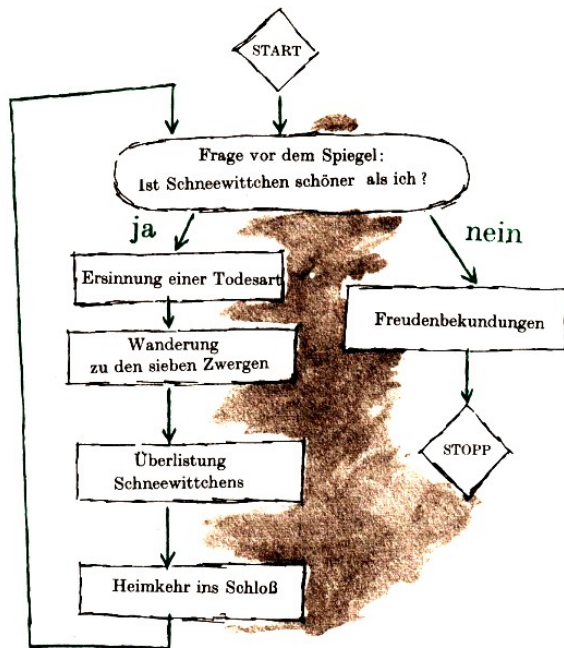 START
Frage vor dem Spiegel:
Ist Schneewittchen schöner als ich ?
ja
nein
Ersinnung einer Todesart
Freudenbekundungen
Wanderung
zu den sieben Zwergen
STOPP
Überlistung
Schneewittchens
Heimkehr ins Schloß